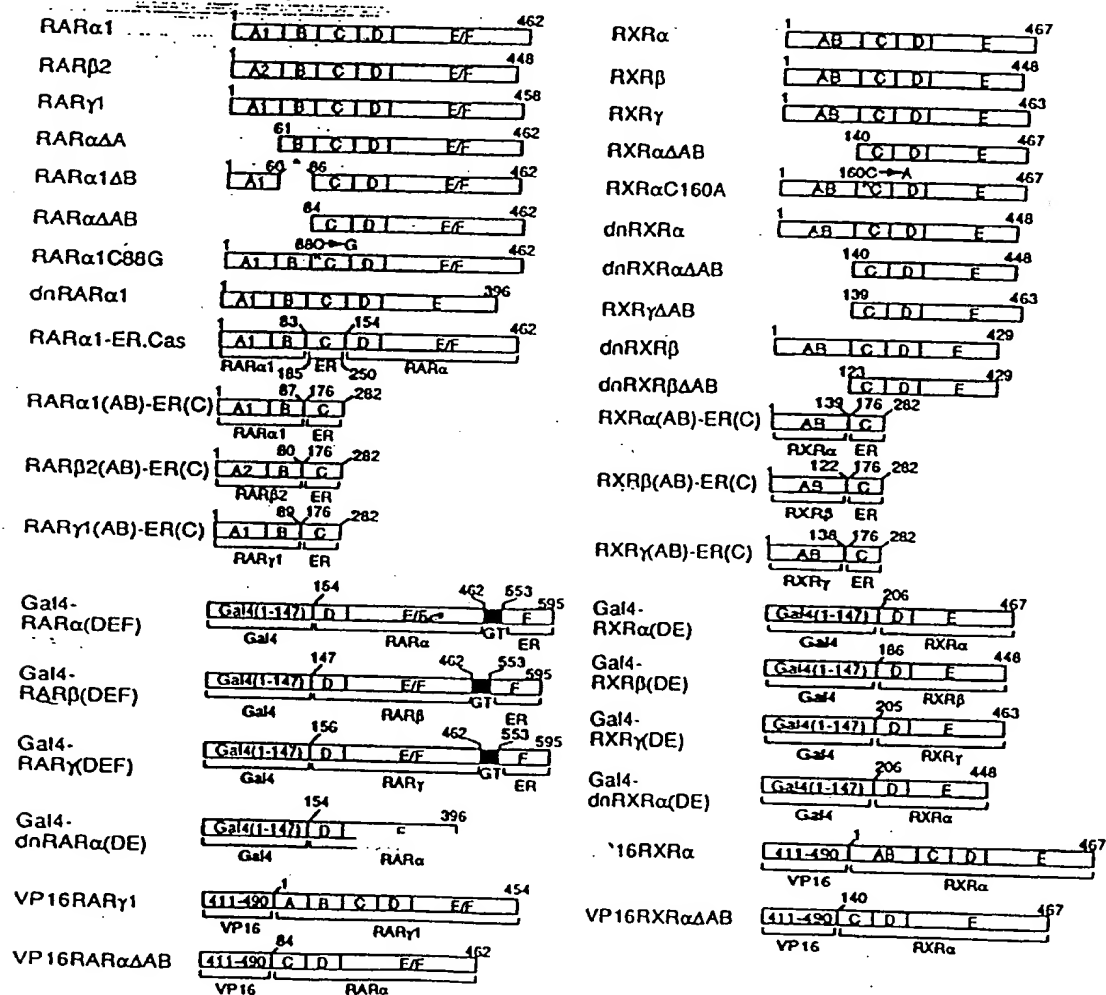 RARα1 1 A1 B C D E/F 462
RARβ2 1 A2 B C D E/F 448
RARγ1 1 A1 B C D E/F 458
RARαΔA 61 B C D E/F 462
RARα1ΔB 1 A1 60 86 C D E/F 462
RARαΔAB 84 C D E/F 462
RARα1C88G 1 A1 B 88C→G C D E/F 462
dnRARα1 1 A1 B C D E 396
RARα1-ER.Cas 1 A1 B 83 C 154 D E/F 462
RARα1 185 ER 250 RARα
RARα1(AB)-ER(C) 1 A1 B 87 176 C 282
RARα1 ER
RARβ2(AB)-ER(C) 1 A2 B 80 176 C 282
RARβ2 ER
RARγ1(AB)-ER(C) 1 A1 B 89 176 C 282
RARγ1 ER
Gal4-
RARα(DEF) Gal4(1-147) 154 D E/F 462 553 F 595
Gal4 RARα GT ER
Gal4-
RARβ(DEF) Gal4(1-147) 147 D E/F 462 553 F 595
Gal4 RARβ GT ER
Gal4-
RARγ(DEF) Gal4(1-147) 156 D E/F 462 553 F 595
Gal4 RARγ GT ER
Gal4-
dnRARα(DE) Gal4(1-147) 154 D 396
Gal4 RARα
VP16RARγ1 411-490 1 A B C D E/F 454
VP16 RARγ1
VP16RARαΔAB 411-490 84 C D E/F 462
VP16 RARα
RXRα 1 AB C D E 467
RXRβ 1 AB C D E 448
RXRγ 1 AB C D E 463
RXRαΔAB 140 C D E 467
RXRαC160A 1 AB 160C→A C D E 467
dnRXRα 1 AB C D E 448
dnRXRαΔAB 140 C D E 448
RXRγΔAB 139 C D E 463
dnRXRβ 1 AB C D E 429
dnRXRβΔAB 123 C D E 429
RXRα(AB)-ER(C) 1 AB 139 176 C 282
RXRα ER
RXRβ(AB)-ER(C) 1 AB 122 176 C 282
RXRβ ER
RXRγ(AB)-ER(C) 1 AB 138 176 C 282
RXRγ ER
Gal4-
RXRα(DE) Gal4(1-147) 206 D E 467
Gal4 RXRα
Gal4-
RXRβ(DE) Gal4(1-147) 186 D E 448
Gal4 RXRβ
Gal4-
RXRγ(DE) Gal4(1-147) 205 D E 463
Gal4 RXRγ
Gal4-
dnRXRα(DE) Gal4(1-147) 206 D E 448
Gal4 RXRα
16RXRα 411-490 1 AB C D E 467
VP16 RXRα
VP16RXRαΔAB 411-490 140 C D E 467
VP16 RXRα